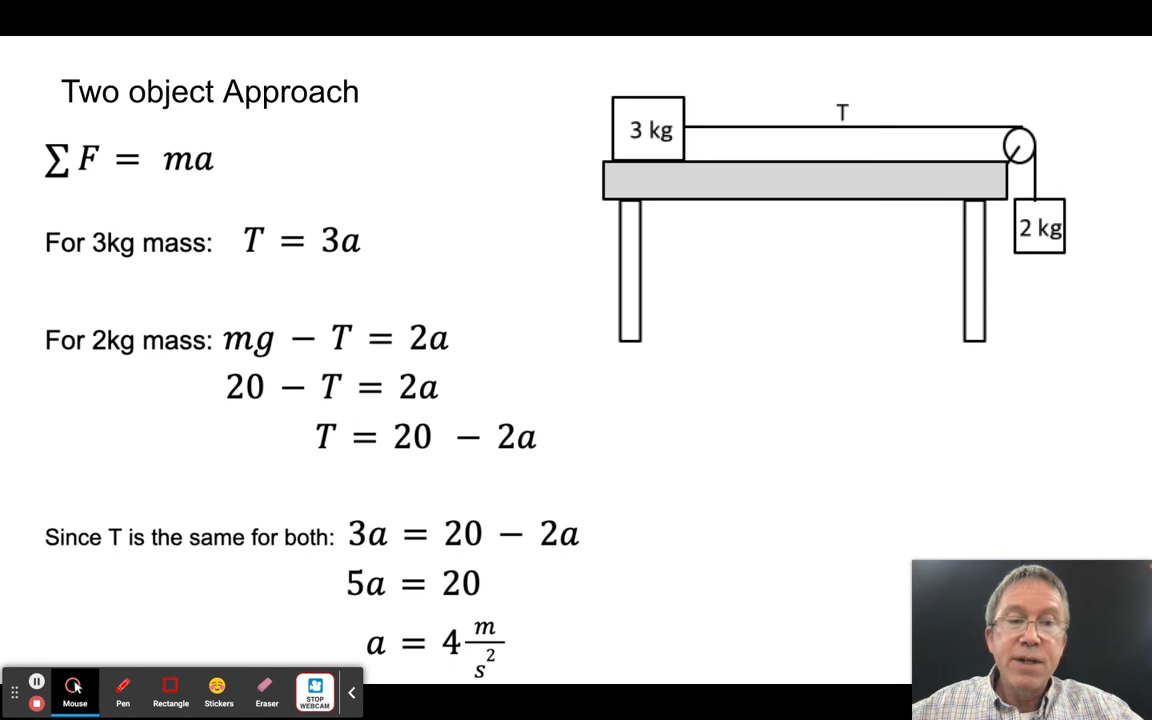 Two object Approach
∑ F = ma
For 3kg mass: T = 3a
For 2kg mass: mg − T = 2a
20 − T = 2a
T = 20 − 2a
Since T is the same for both: 3a = 20 − 2a
5a = 20
a = 4 m/s²
T
3 kg
2 kg
Mouse Pen Rectangle Stickers Eraser STOP WEBCAM